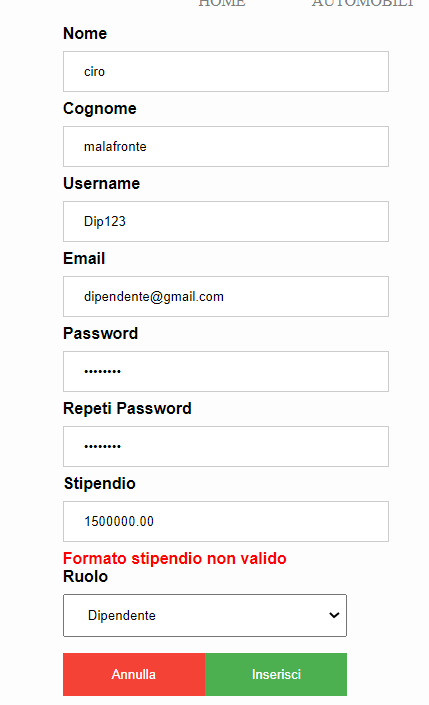 HOME AUTOMOBILI
Nome
ciro
Cognome
malafronte
Username
Dip123
Email
dipendente@gmail.com
Password
••••••••
Repeti Password
••••••••
Stipendio
1500000.00
Formato stipendio non valido
Ruolo
Dipendente
Annulla Inserisci